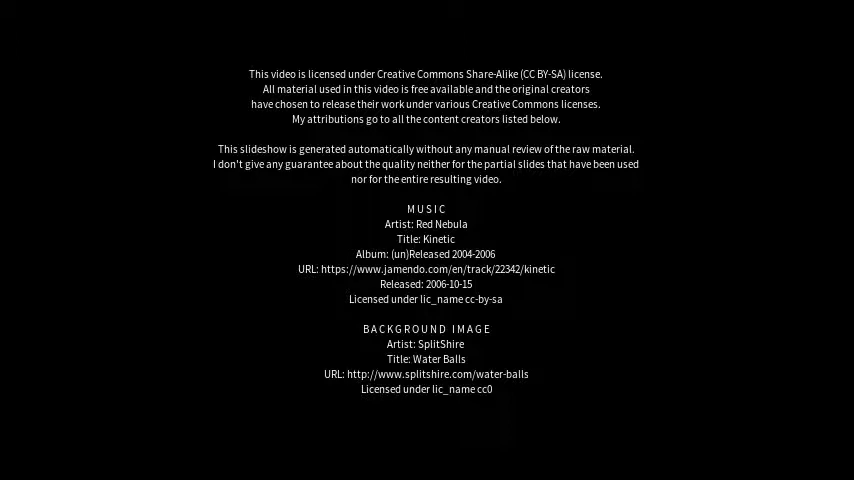 This video is licensed under Creative Commons Share-Alike (CC BY-SA) license.
All material used in this video is free available and the original creators
have chosen to release their work under various Creative Commons licenses.
My attributions go to all the content creators listed below.
This slideshow is generated automatically without any manual review of the raw material.
I don't give any guarantee about the quality neither for the partial slides that have been used
nor for the entire resulting video.
MUSIC
Artist: Red Nebula
Title: Kinetic
Album: (un)Released 2004-2006
URL: https://www.jamendo.com/en/track/22342/kinetic
Released: 2006-10-15
Licensed under lic_name cc-by-sa
BACKGROUND IMAGE
Artist: SplitShire
Title: Water Balls
URL: http://www.splitshire.com/water-balls
Licensed under lic_name cc0